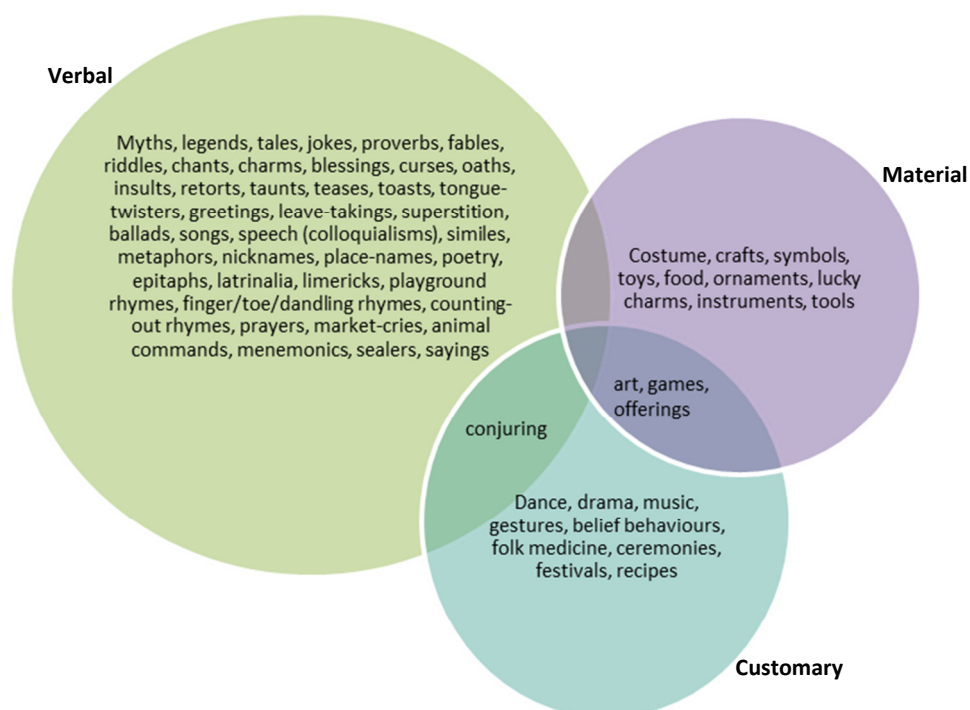 Verbal
Myths, legends, tales, jokes, proverbs, fables,
riddles, chants, charms, blessings, curses, oaths,
insults, retorts, taunts, teases, toasts, tongue-
twisters, greetings, leave-takings, superstition,
ballads, songs, speech (colloquialisms), similes,
metaphors, nicknames, place-names, poetry,
epitaphs, latrinalia, limericks, playground
rhymes, finger/toe/dandling rhymes, counting-
out rhymes, prayers, market-cries, animal
commands, menemonics, sealers, sayings
Material
Costume, crafts, symbols,
toys, food, ornaments, lucky
charms, instruments, tools
art, games,
offerings
conjuring
Dance, drama, music,
gestures, belief behaviours,
folk medicine, ceremonies,
festivals, recipes
Customary